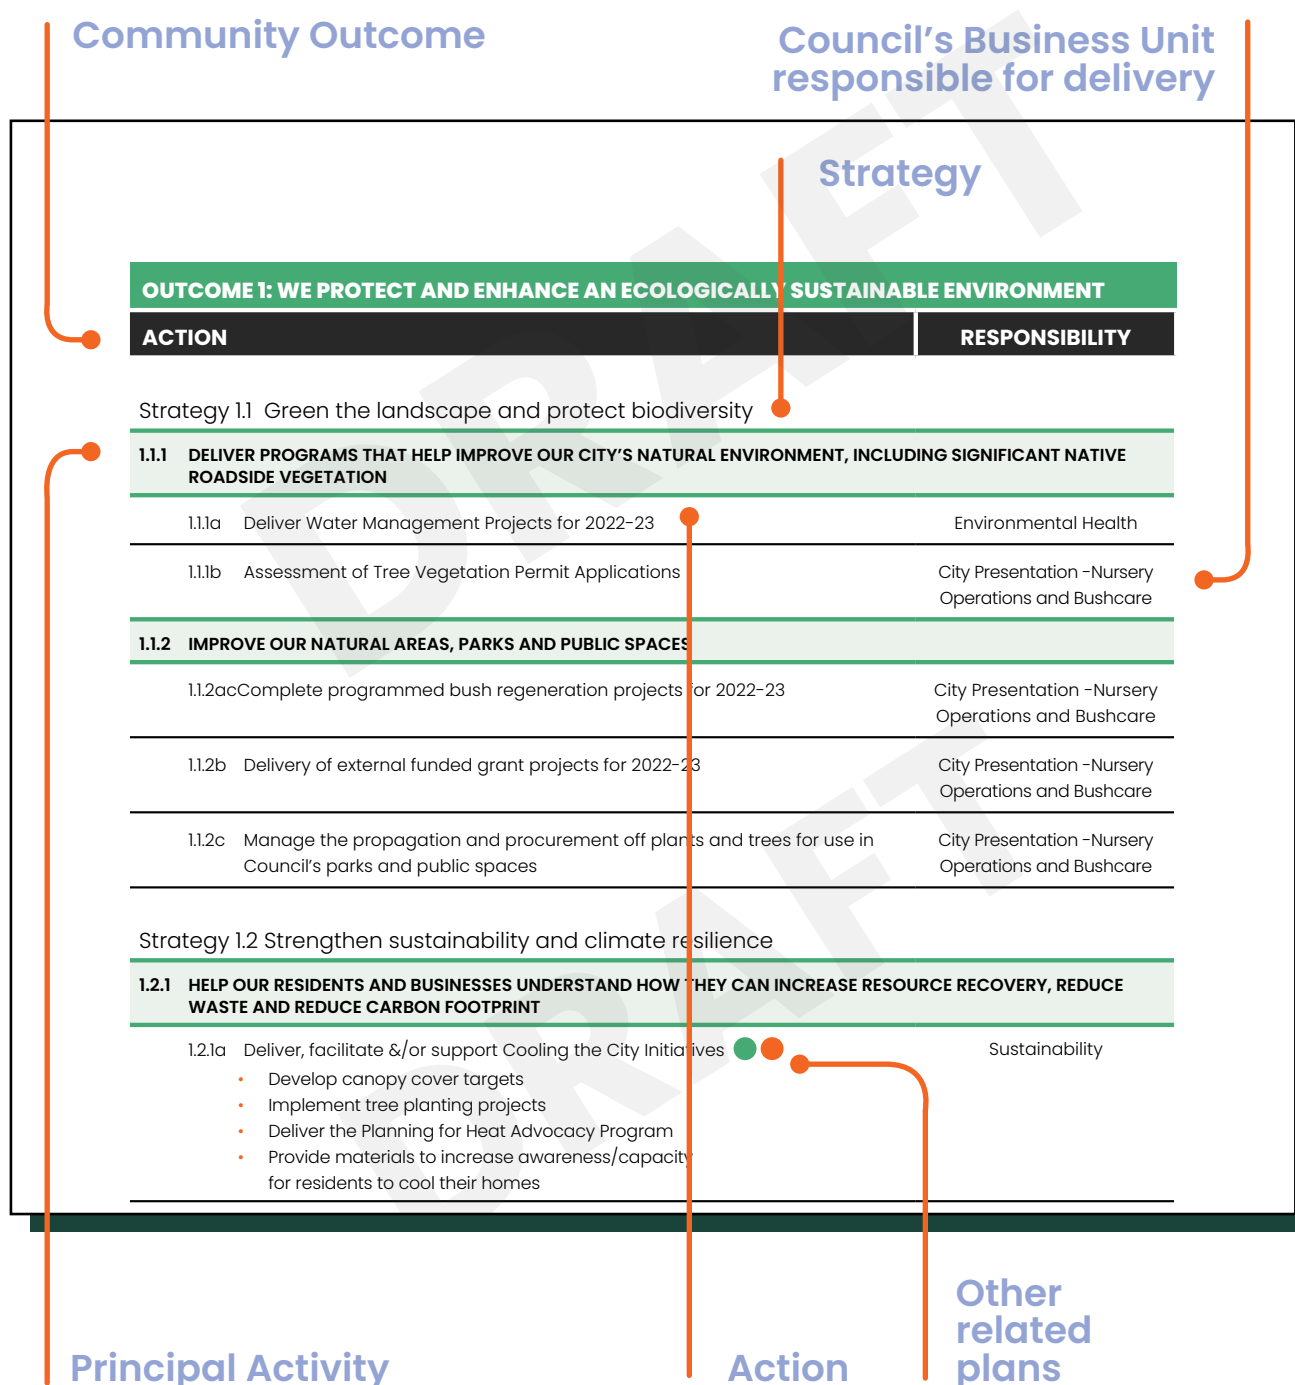 Community Outcome
Council’s Business Unit
responsible for delivery
Strategy
OUTCOME 1: WE PROTECT AND ENHANCE AN ECOLOGICALLY SUSTAINABLE ENVIRONMENT
ACTION RESPONSIBILITY
Strategy 1.1 Green the landscape and protect biodiversity
1.1.1 DELIVER PROGRAMS THAT HELP IMPROVE OUR CITY’S NATURAL ENVIRONMENT, INCLUDING SIGNIFICANT NATIVE
ROADSIDE VEGETATION
1.1.1a Deliver Water Management Projects for 2022-23 Environmental Health
1.1.1b Assessment of Tree Vegetation Permit Applications City Presentation -Nursery
Operations and Bushcare
1.1.2 IMPROVE OUR NATURAL AREAS, PARKS AND PUBLIC SPACES
1.1.2acComplete programmed bush regeneration projects for 2022-23 City Presentation -Nursery
Operations and Bushcare
1.1.2b Delivery of external funded grant projects for 2022-23 City Presentation -Nursery
Operations and Bushcare
1.1.2c Manage the propagation and procurement off plants and trees for use in City Presentation -Nursery
Council’s parks and public spaces Operations and Bushcare
Strategy 1.2 Strengthen sustainability and climate resilience
1.2.1 HELP OUR RESIDENTS AND BUSINESSES UNDERSTAND HOW THEY CAN INCREASE RESOURCE RECOVERY, REDUCE
WASTE AND REDUCE CARBON FOOTPRINT
1.2.1a Deliver, facilitate &/or support Cooling the City Initiatives Sustainability
• Develop canopy cover targets
• Implement tree planting projects
• Deliver the Planning for Heat Advocacy Program
• Provide materials to increase awareness/capacity
for residents to cool their homes
DRAFT
DRAFT
Other
related
plans
Principal Activity
Action